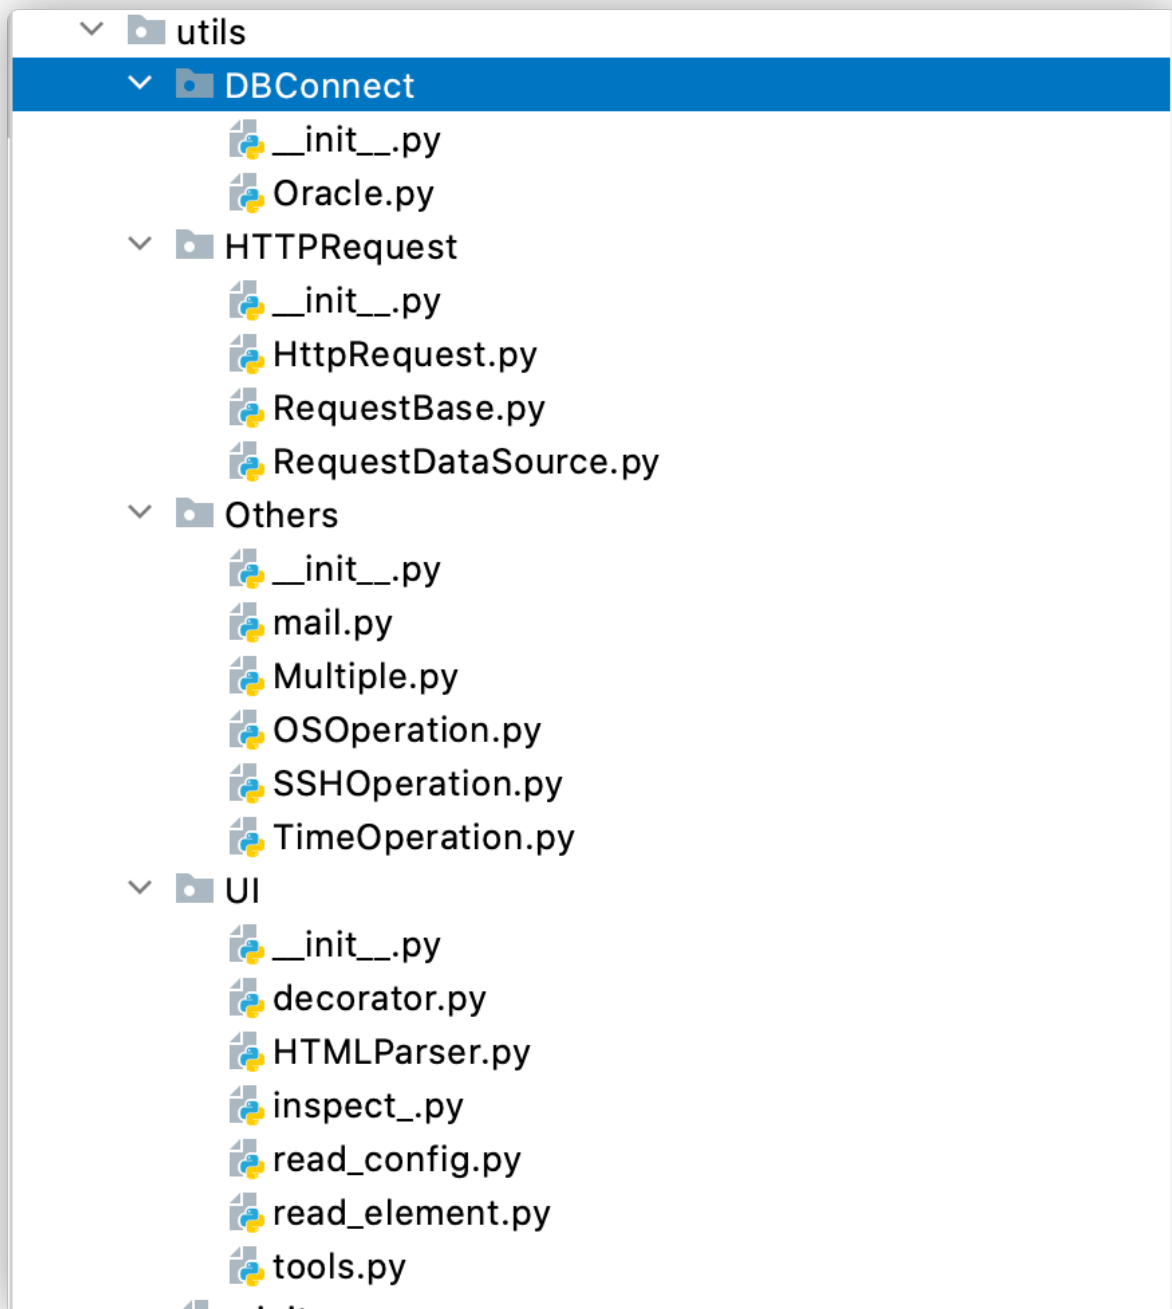 utils
DBConnect
__init__.py
Oracle.py
HTTPRequest
__init__.py
HttpRequest.py
RequestBase.py
RequestDataSource.py
Others
__init__.py
mail.py
Multiple.py
OSOperation.py
SSHOperation.py
TimeOperation.py
UI
__init__.py
decorator.py
HTMLParser.py
inspect_.py
read_config.py
read_element.py
tools.py